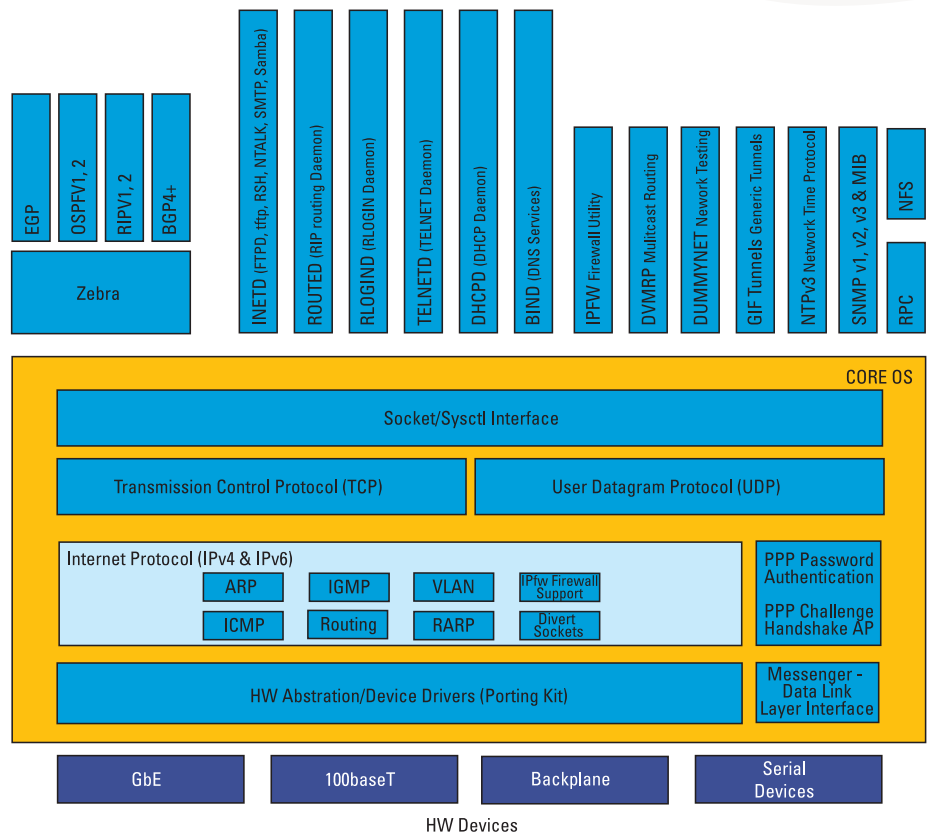 EGP
OSPFV1, 2
RIPV1, 2
BGP4+
Zebra
INETD (FTPD, tftp, RSH, NTALK, SMTP, Samba)
ROUTED (RIP routing Daemon)
RLOGIND (RLOGIN Daemon)
TELNETD (TELNET Daemon)
DHCPD (DHCP Daemon)
BIND (DNS Services)
IPFW Firewall Utility
DVMRP Mulitcast Routing
DUMMYNET Nework Testing
GIF Tunnels Generic Tunnels
NTPv3 Network Time Protocol
SNMP v1, v2, v3 & MIB
NFS
RPC
CORE OS
Socket/Sysctl Interface
Transmission Control Protocol (TCP)
User Datagram Protocol (UDP)
Internet Protocol (IPv4 & IPv6)
ARP
IGMP
VLAN
IPfw Firewall
Support
ICMP
Routing
RARP
Divert
Sockets
PPP Password
Authentication
PPP Challenge
Handshake AP
HW Abstration/Device Drivers (Porting Kit)
Messenger -
Data Link
Layer Interface
GbE
100baseT
Backplane
Serial
Devices
HW Devices